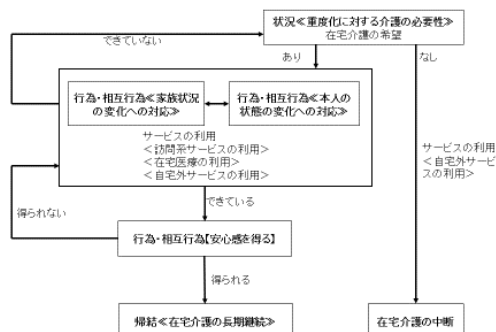 状況≪重度化に対する介護の必要性≫
在宅介護の希望
できていない
あり
なし
行為・相互行為≪家族状況
の変化への対応≫
行為・相互行為≪本人の
状態の変化への対応≫
サービスの利用
＜訪問系サービスの利用＞
＜在宅医療の利用＞
＜自宅外サービスの利用＞
サービスの利用
＜自宅外サービ
スの利用＞
できている
得られない
行為・相互行為【安心感を得る】
得られる
帰結≪在宅介護の長期継続≫
在宅介護の中断